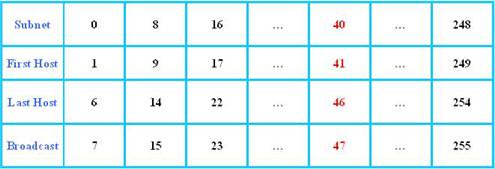 Subnet 0 8 16 ... 40 ... 248
First Host 1 9 17 ... 41 ... 249
Last Host 6 14 22 ... 46 ... 254
Broadcast 7 15 23 ... 47 ... 255